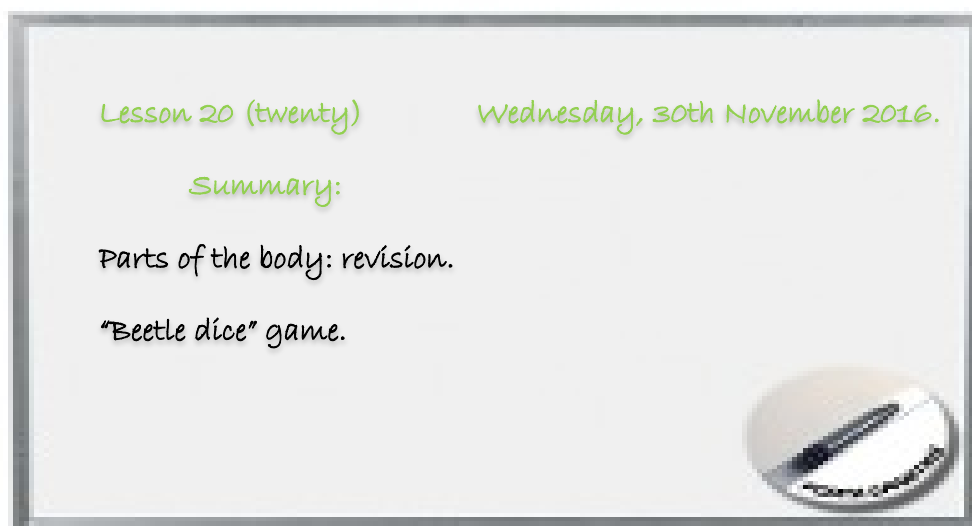 Lesson 20 (twenty) Wednesday, 30th November 2016.
Summary:
Parts of the body: revision.
“Beetle dice” game.